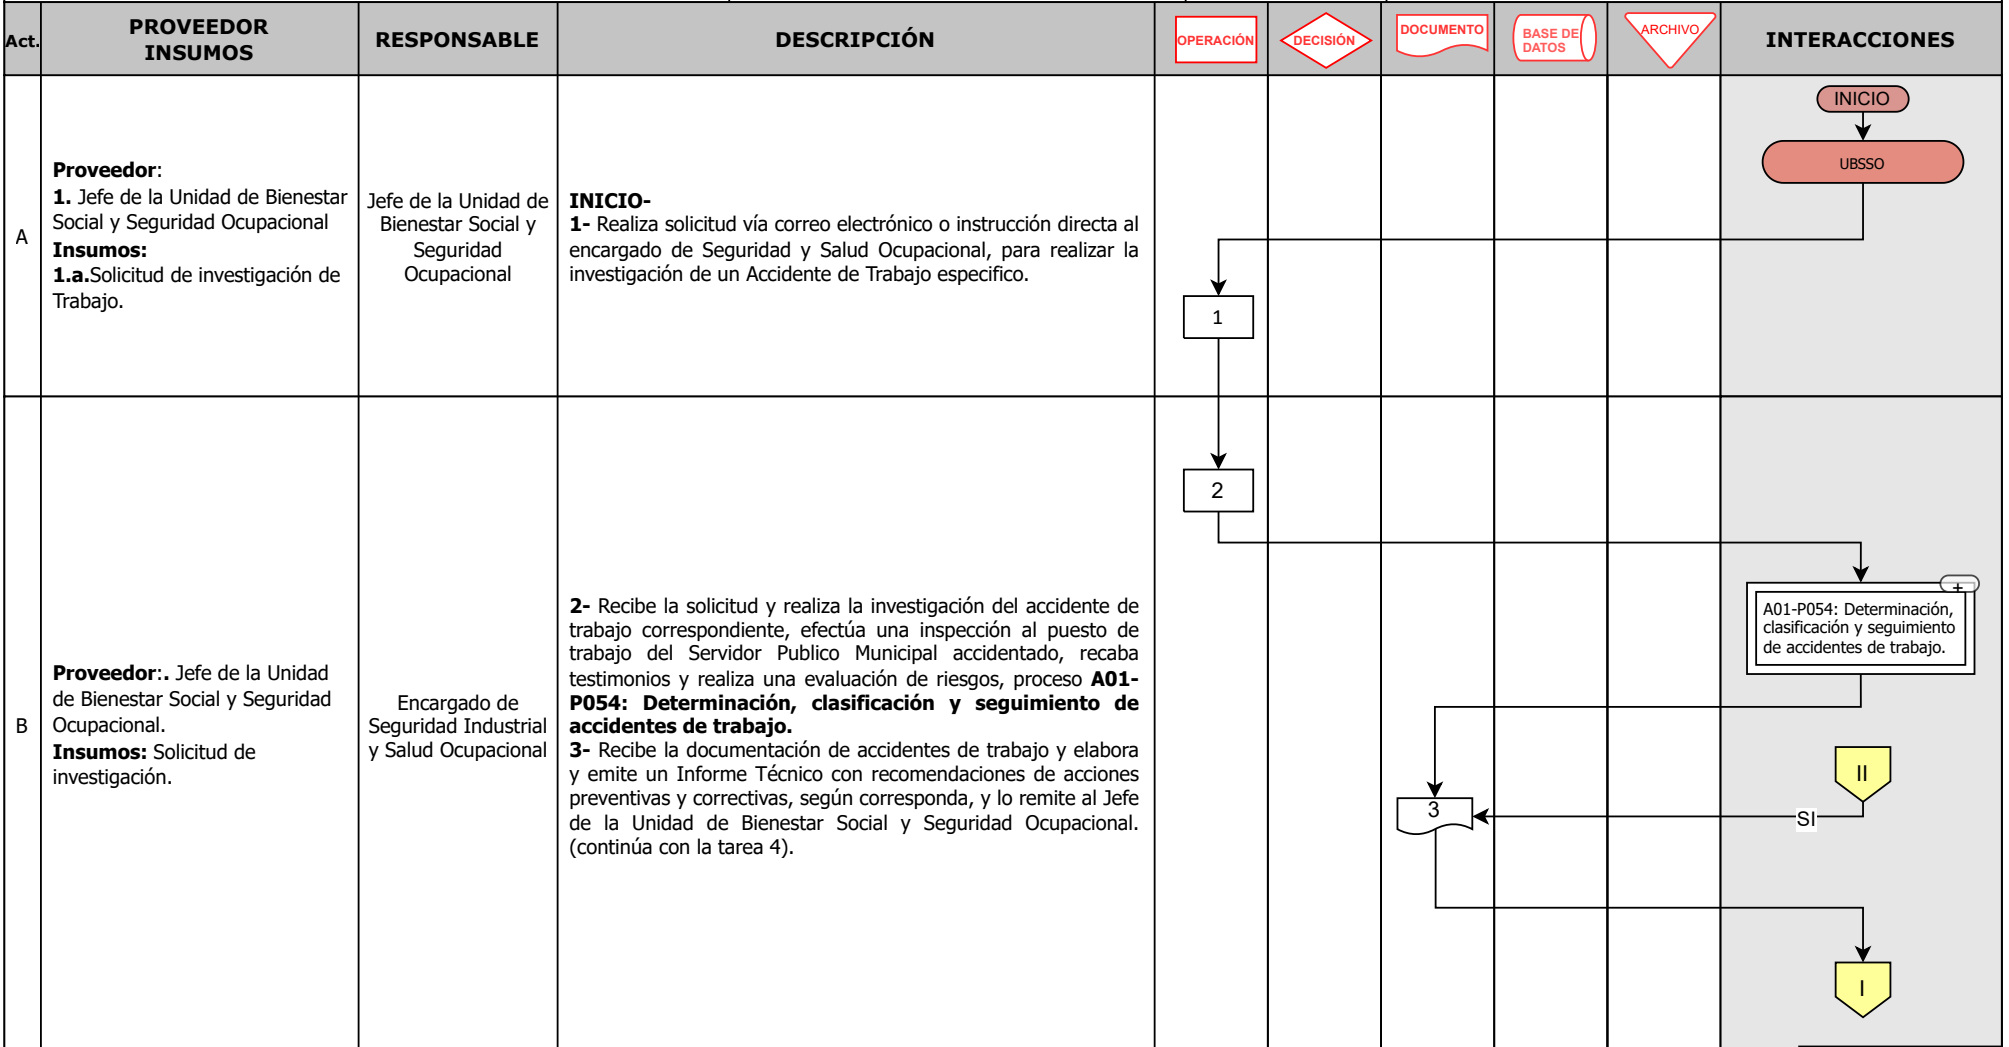 Act.
PROVEEDOR
INSUMOS
RESPONSABLE
DESCRIPCIÓN
OPERACIÓN
DECISIÓN
DOCUMENTO
BASE DE
DATOS
ARCHIVO
INTERACCIONES
A
Proveedor:
1. Jefe de la Unidad de Bienestar
Social y Seguridad Ocupacional
Insumos:
1.a.Solicitud de investigación de
Trabajo.
Jefe de la Unidad de
Bienestar Social y
Seguridad
Ocupacional
INICIO-
1- Realiza solicitud vía correo electrónico o instrucción directa al
encargado de Seguridad y Salud Ocupacional, para realizar la
investigación de un Accidente de Trabajo especifico.
1
INICIO
UBSSO
B
Proveedor:. Jefe de la Unidad
de Bienestar Social y Seguridad
Ocupacional.
Insumos: Solicitud de
investigación.
Encargado de
Seguridad Industrial
y Salud Ocupacional
2- Recibe la solicitud y realiza la investigación del accidente de
trabajo correspondiente, efectúa una inspección al puesto de
trabajo del Servidor Publico Municipal accidentado, recaba
testimonios y realiza una evaluación de riesgos, proceso A01-
P054: Determinación, clasificación y seguimiento de
accidentes de trabajo.
3- Recibe la documentación de accidentes de trabajo y elabora
y emite un Informe Técnico con recomendaciones de acciones
preventivas y correctivas, según corresponda, y lo remite al Jefe
de la Unidad de Bienestar Social y Seguridad Ocupacional.
(continúa con la tarea 4).
2
+
A01-P054: Determinación,
clasificación y seguimiento
de accidentes de trabajo.
II
3
SI
I